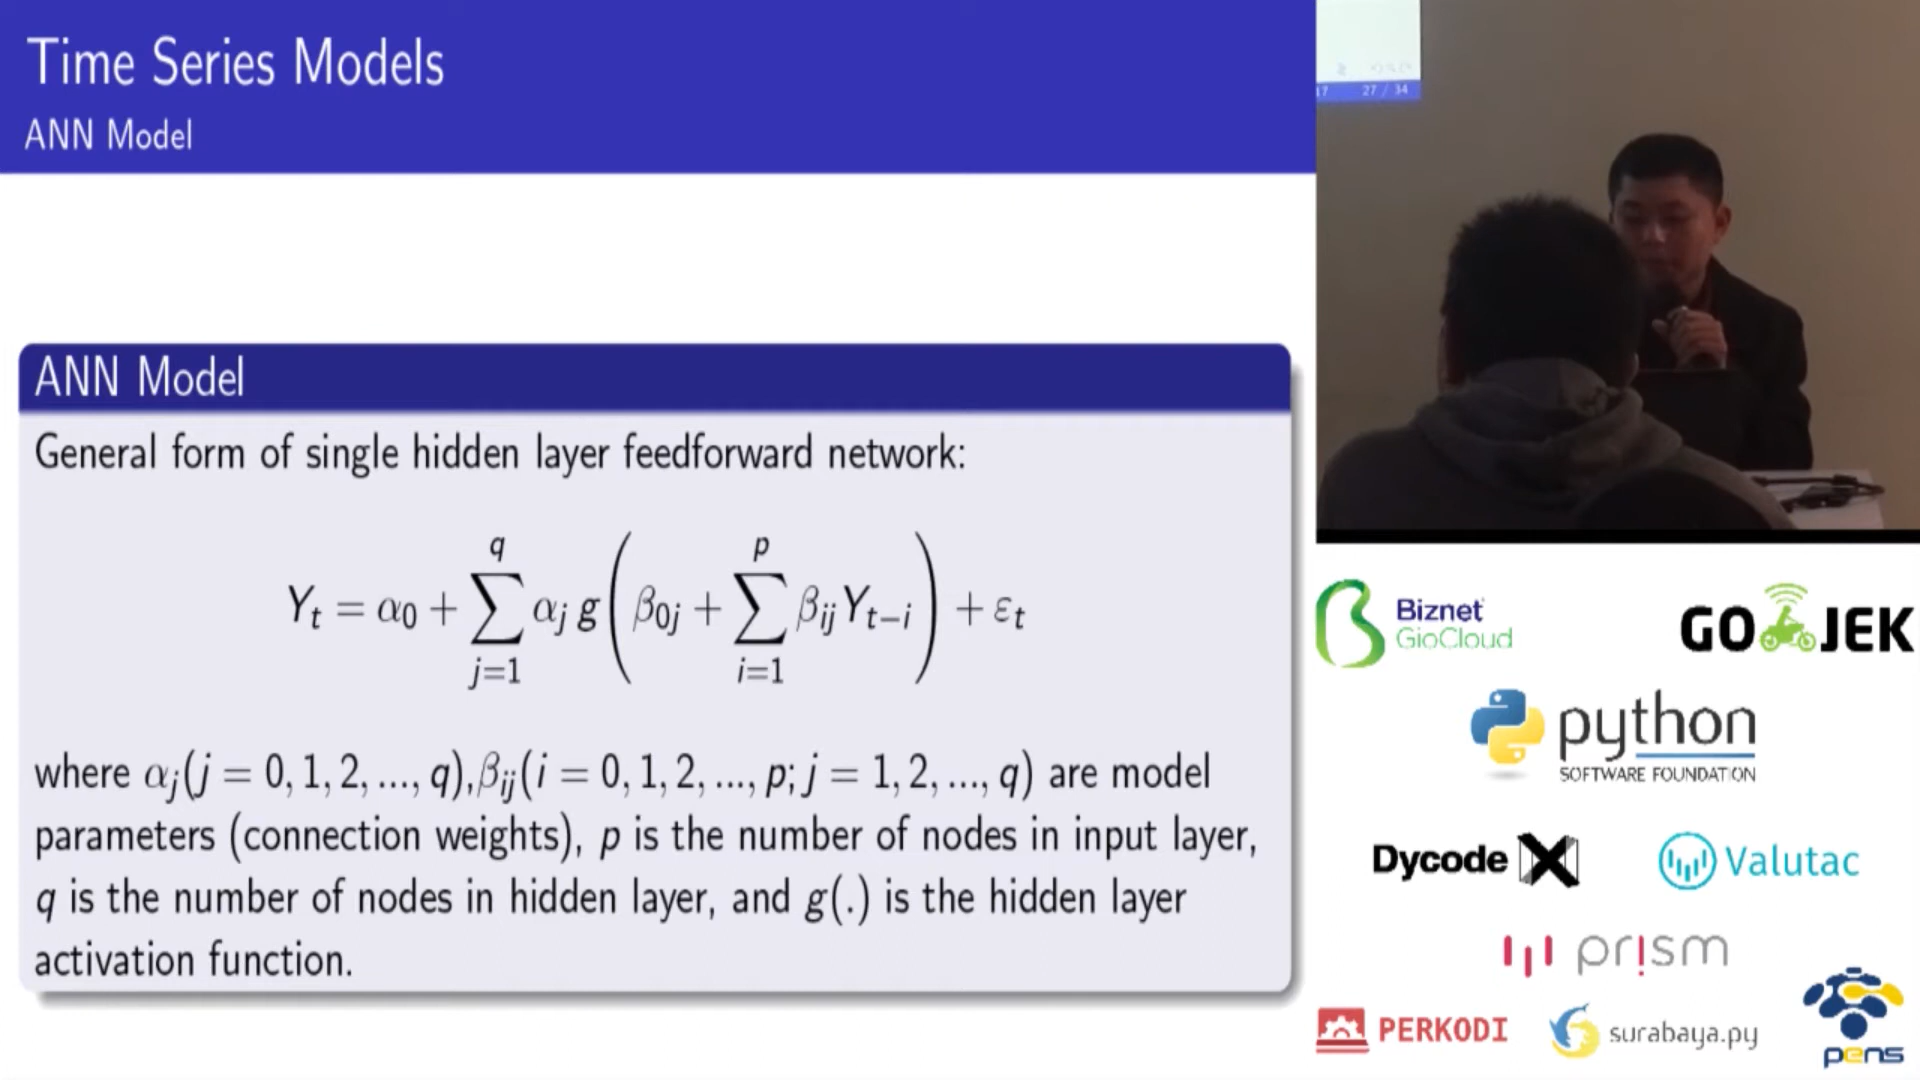 Time Series Models
ANN Model
ANN Model
General form of single hidden layer feedforward network:
Y_t = α_0 + ∑_{j=1}^{q} α_j g(β_{0j} + ∑_{i=1}^{p} β_{ij} Y_{t−i}) + ε_t
where α_j(j = 0, 1, 2, ..., q),β_{ij}(i = 0, 1, 2, ..., p; j = 1, 2, ..., q) are model
parameters (connection weights), p is the number of nodes in input layer,
q is the number of nodes in hidden layer, and g(.) is the hidden layer
activation function.
17 27 / 34
Biznet
GioCloud
GO JEK
python
SOFTWARE FOUNDATION
DycodeX
Valutac
prism
PERKODI
surabaya.py
pens